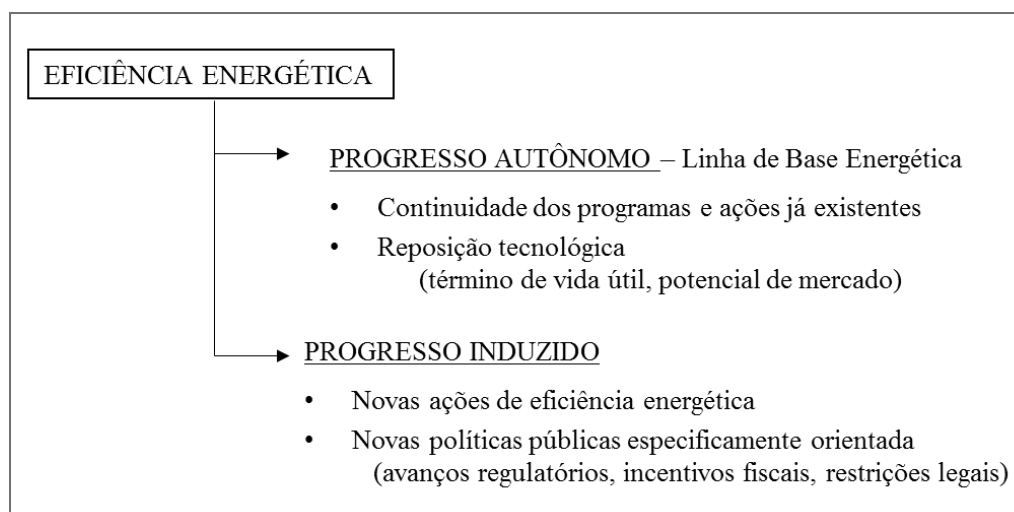 EFICIÊNCIA ENERGÉTICA
PROGRESSO AUTÔNOMO – Linha de Base Energética
• Continuidade dos programas e ações já existentes
• Reposição tecnológica
(término de vida útil, potencial de mercado)
PROGRESSO INDUZIDO
• Novas ações de eficiência energética
• Novas políticas públicas especificamente orientada
(avanços regulatórios, incentivos fiscais, restrições legais)